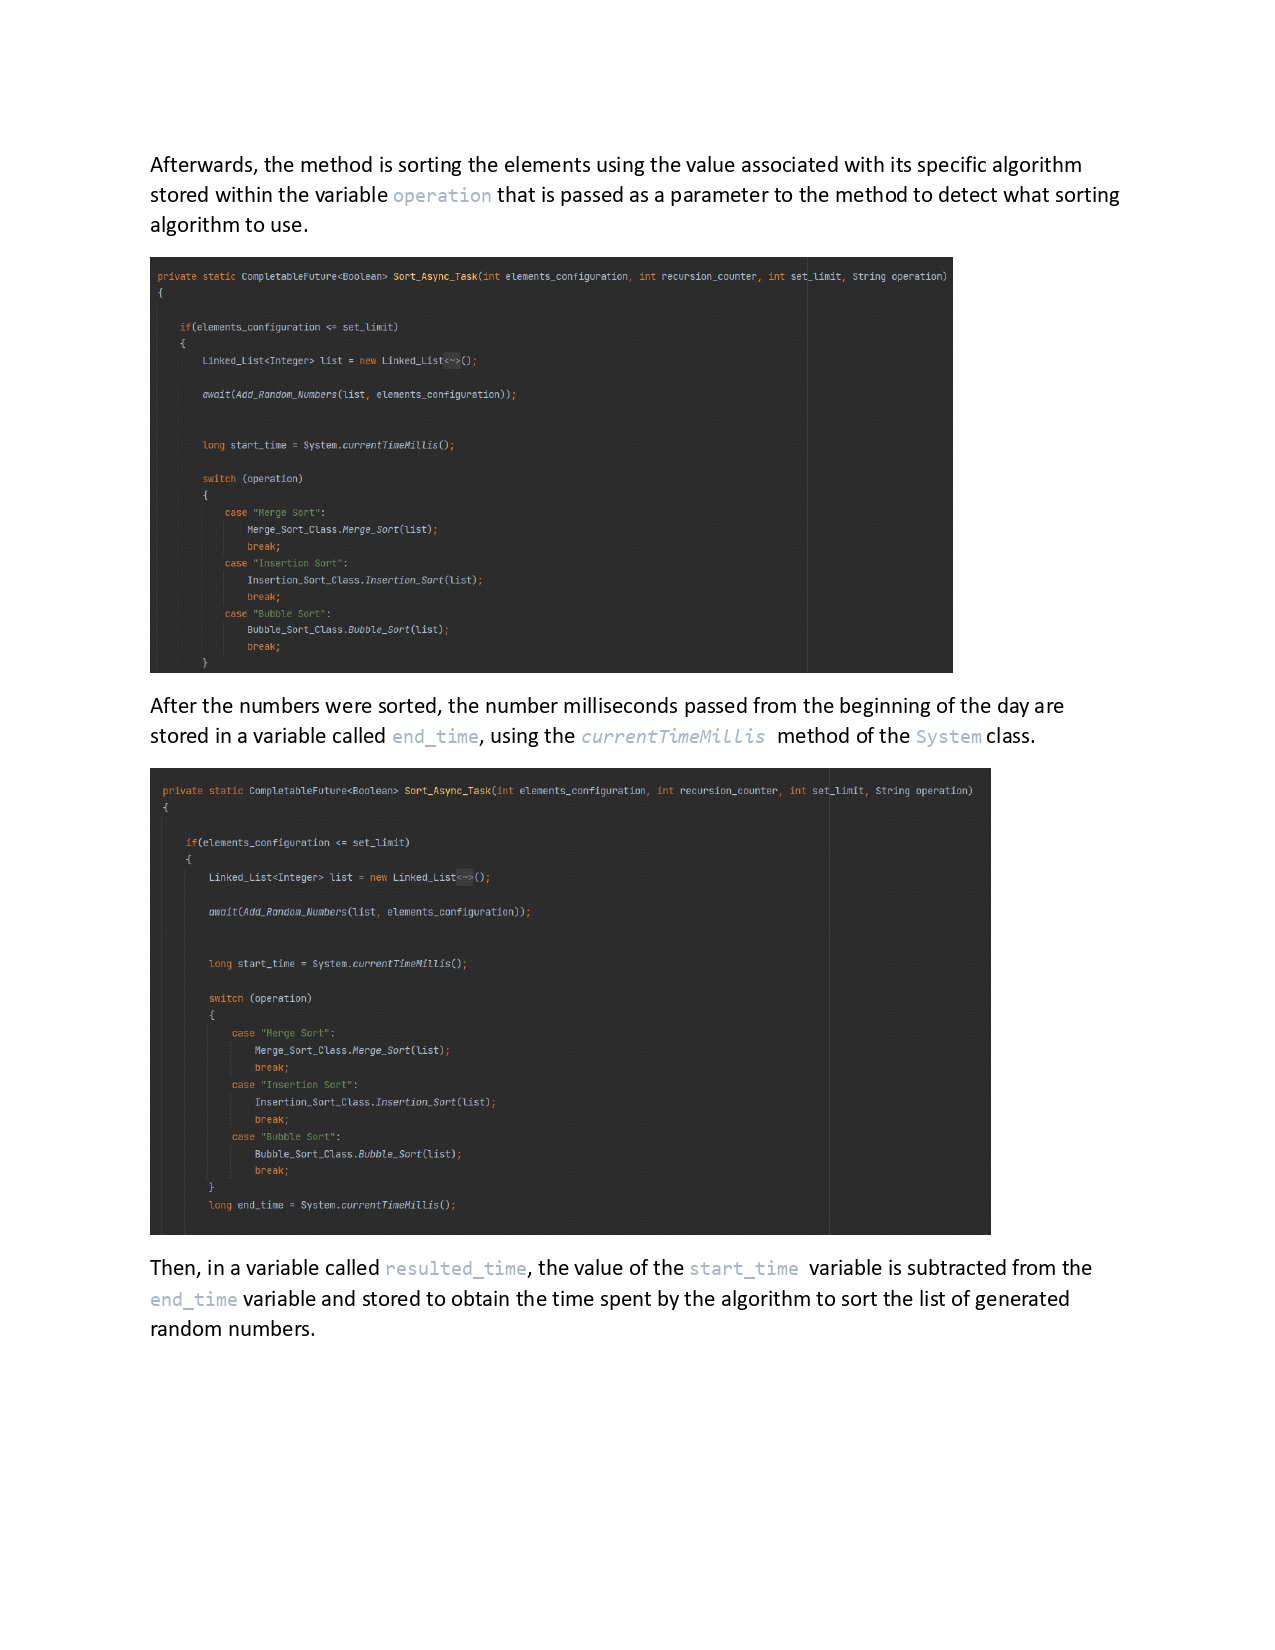 Afterwards, the method is sorting the elements using the value associated with its specific algorithm
stored within the variable operation that is passed as a parameter to the method to detect what sorting
algorithm to use.
private static CompletableFuture<Boolean> Sort_Async_Task(int elements_configuration, int recursion_counter, int set_limit, String operation)
{
if(elements_configuration <= set_limit)
{
Linked_List<Integer> list = new Linked_List<~>();
await(Add_Random_Numbers(list, elements_configuration));
long start_time = System.currentTimeMillis();
switch (operation)
{
case "Merge Sort":
Merge_Sort_Class.Merge_Sort(list);
break;
case "Insertion Sort":
Insertion_Sort_Class.Insertion_Sort(list);
break;
case "Bubble Sort":
Bubble_Sort_Class.Bubble_Sort(list);
break;
}
After the numbers were sorted, the number milliseconds passed from the beginning of the day are
stored in a variable called end_time, using the currentTimeMillis method of the System class.
private static CompletableFuture<Boolean> Sort_Async_Task(int elements_configuration, int recursion_counter, int set_limit, String operation)
{
if(elements_configuration <= set_limit)
{
Linked_List<Integer> list = new Linked_List<~>();
await(Add_Random_Numbers(list, elements_configuration));
long start_time = System.currentTimeMillis();
switch (operation)
{
case "Merge Sort":
Merge_Sort_Class.Merge_Sort(list);
break;
case "Insertion Sort":
Insertion_Sort_Class.Insertion_Sort(list);
break;
case "Bubble Sort":
Bubble_Sort_Class.Bubble_Sort(list);
break;
}
long end_time = System.currentTimeMillis();
Then, in a variable called resulted_time, the value of the start_time variable is subtracted from the
end_time variable and stored to obtain the time spent by the algorithm to sort the list of generated
random numbers.